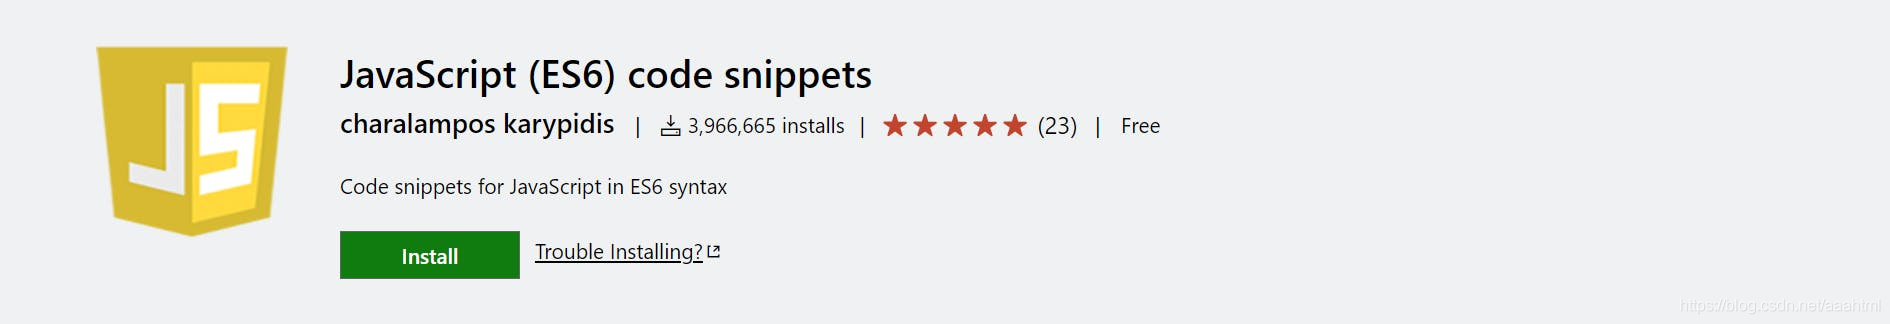 JS
JavaScript (ES6) code snippets
charalampos karypidis | 3,966,665 installs | (23) | Free
Code snippets for JavaScript in ES6 syntax
Install Trouble Installing?
https://blog.csdn.net/aaahtml